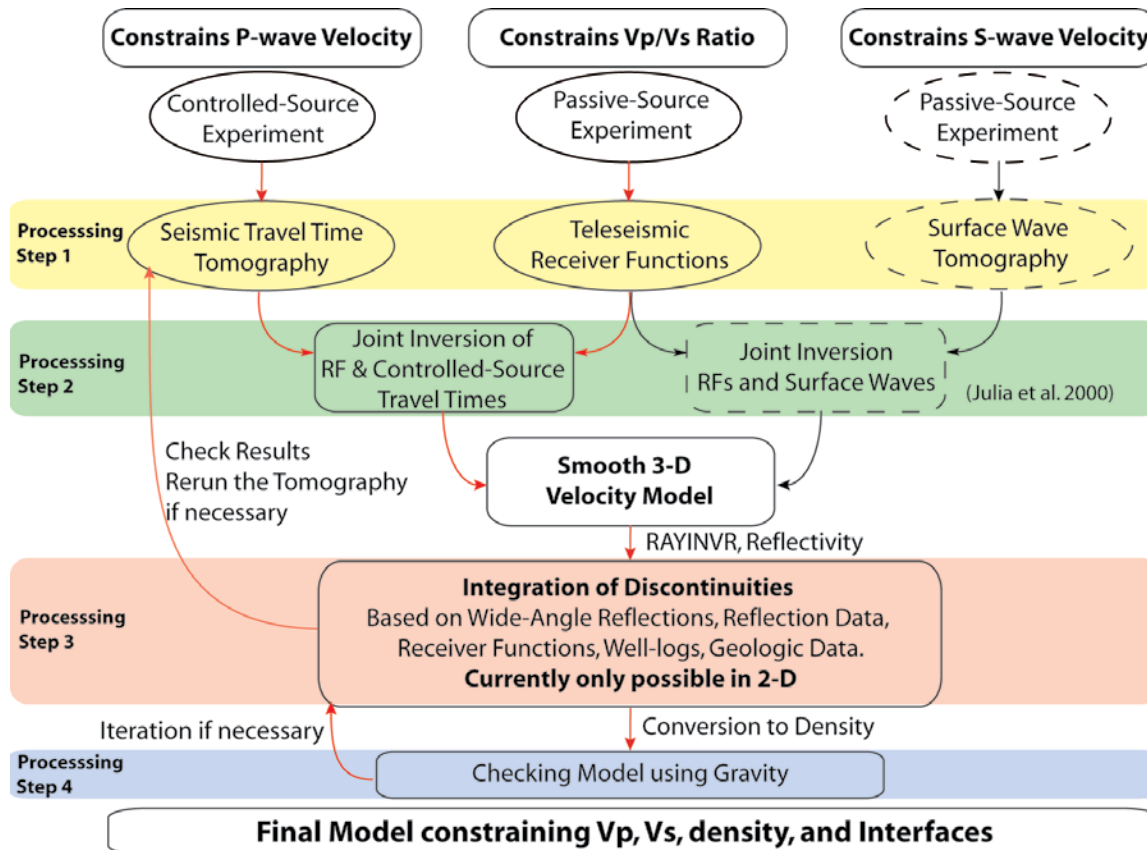 Constrains P-wave Velocity
Constrains Vp/Vs Ratio
Constrains S-wave Velocity
Controlled-Source
Experiment
Passive-Source
Experiment
Passive-Source
Experiment
Processsing
Step 1
Seismic Travel Time
Tomography
Teleseismic
Receiver Functions
Surface Wave
Tomography
Processsing
Step 2
Joint Inversion of
RF & Controlled-Source
Travel Times
Joint Inversion
RFs and Surface Waves
(Julia et al. 2000)
Check Results
Rerun the Tomography
if necessary
Smooth 3-D
Velocity Model
RAYINVR, Reflectivity
Processsing
Step 3
Integration of Discontinuities
Based on Wide-Angle Reflections, Reflection Data,
Receiver Functions, Well-logs, Geologic Data.
Currently only possible in 2-D
Iteration if necessary
Conversion to Density
Processsing
Step 4
Checking Model using Gravity
Final Model constraining Vp, Vs, density, and Interfaces